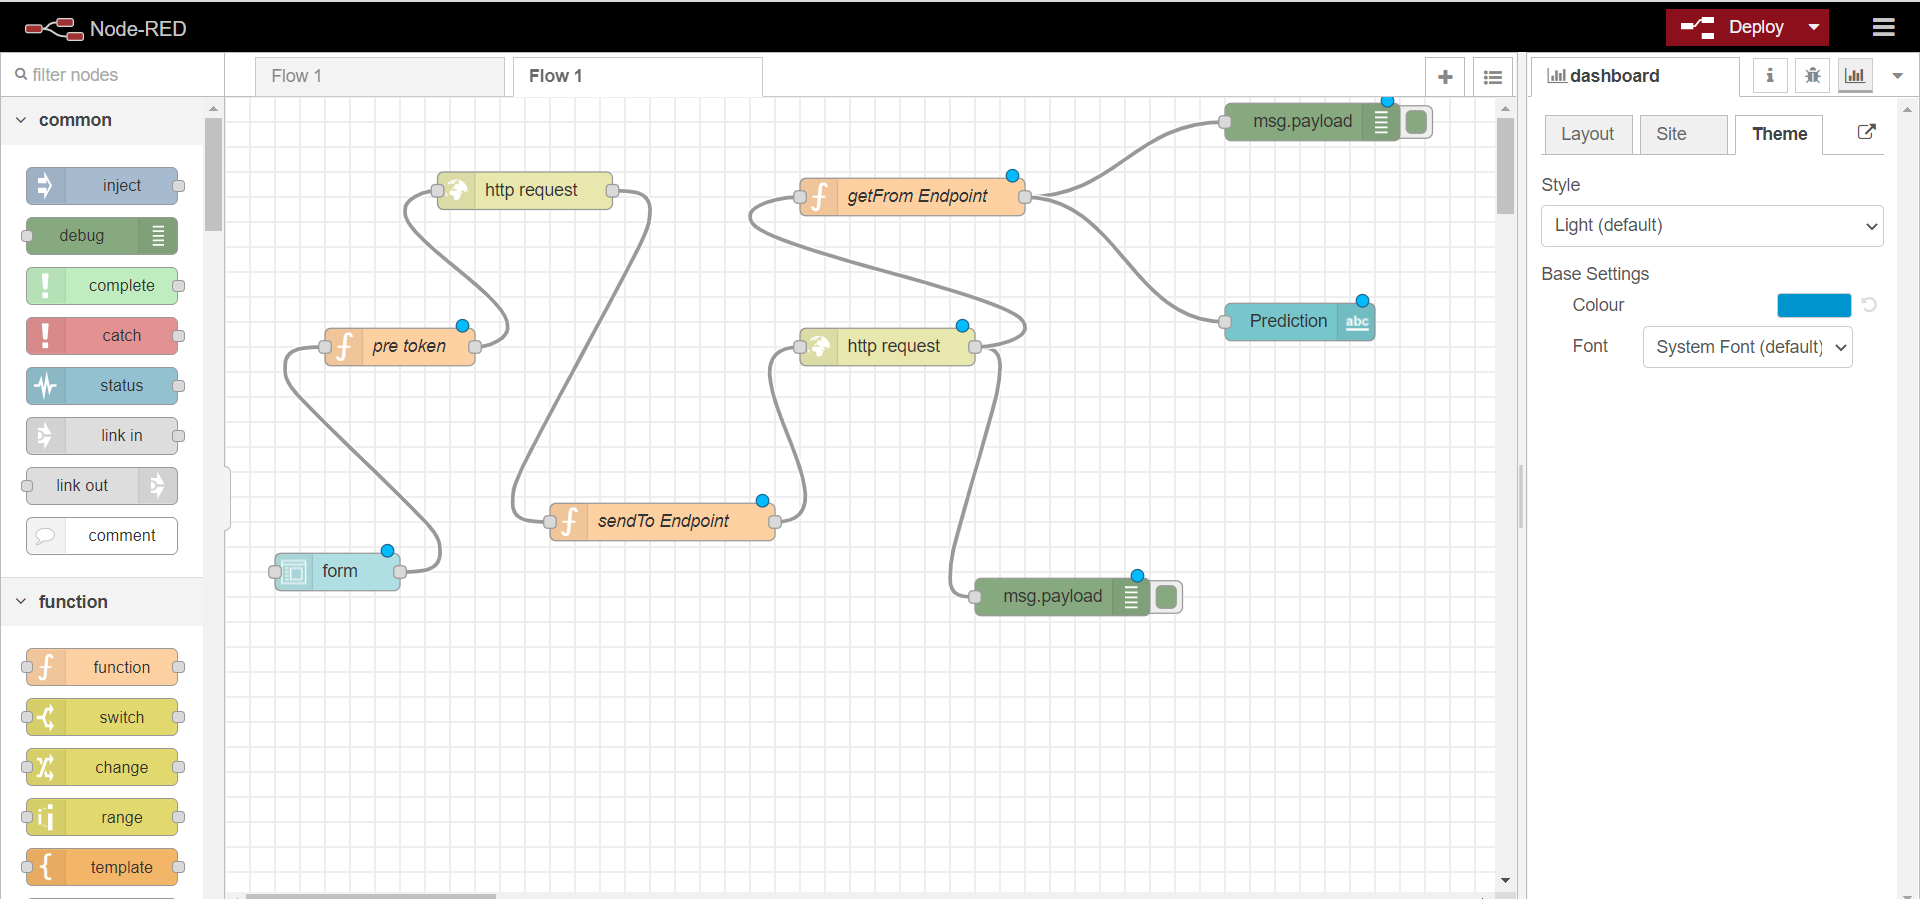 Node-RED
Deploy
filter nodes
Flow 1
Flow 1
dashboard
i
common
inject
debug
complete
catch
status
link in
link out
comment
function
function
switch
change
range
template
http request
pre token
form
sendTo Endpoint
getFrom Endpoint
http request
msg.payload
Prediction
abc
msg.payload
Layout
Site
Theme
Style
Light (default)
Base Settings
Colour
Font
System Font (default)